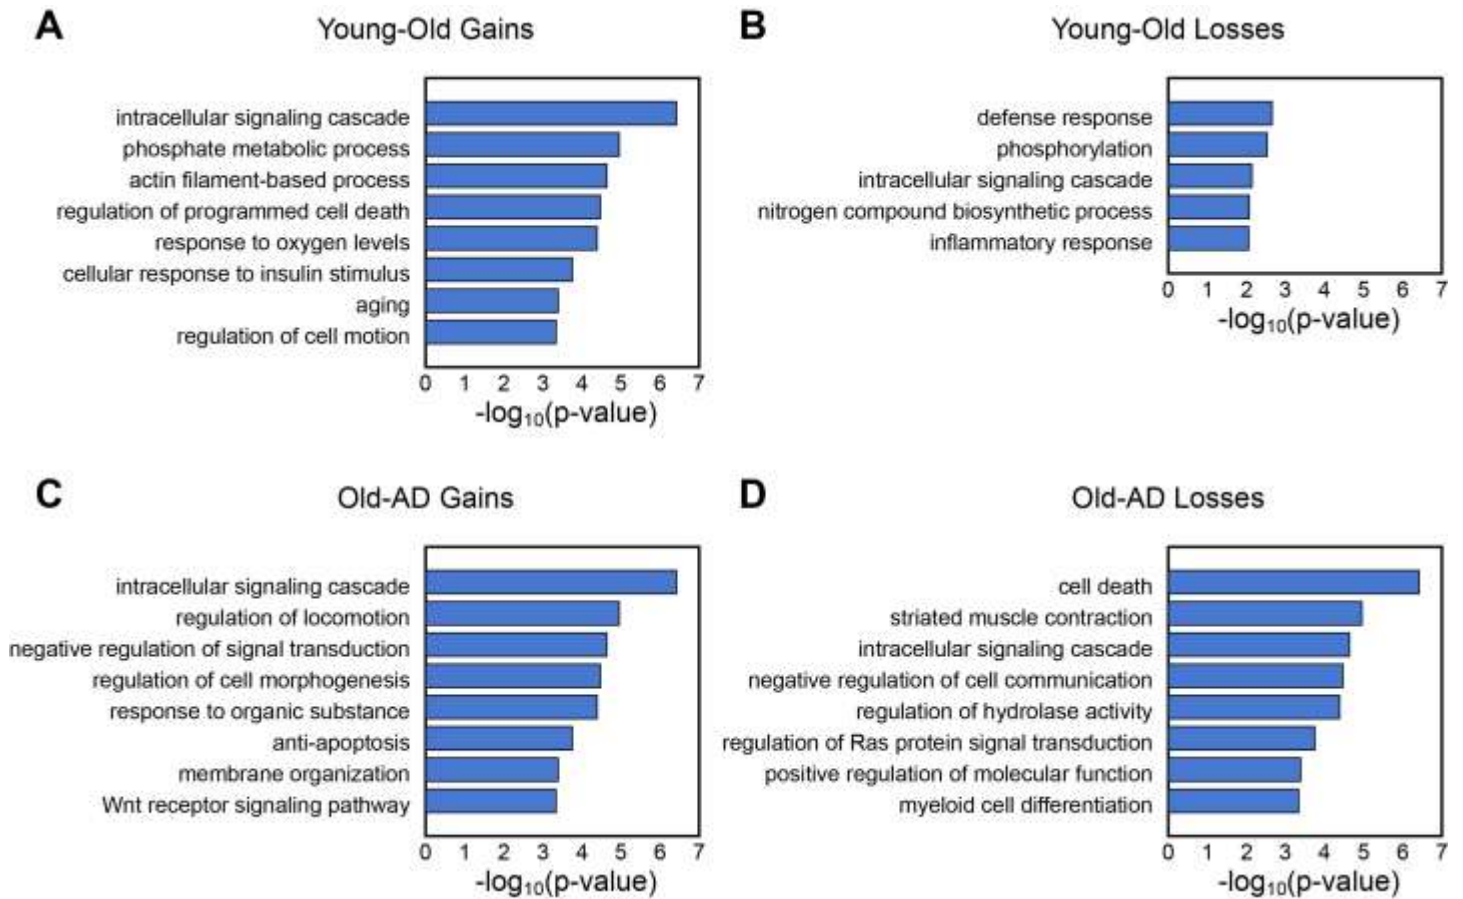 A
Young-Old Gains
intracellular signaling cascade
phosphate metabolic process
actin filament-based process
regulation of programmed cell death
response to oxygen levels
cellular response to insulin stimulus
aging
regulation of cell motion
0 1 2 3 4 5 6 7
-log₁₀(p-value)
B
Young-Old Losses
defense response
phosphorylation
intracellular signaling cascade
nitrogen compound biosynthetic process
inflammatory response
0 1 2 3 4 5 6 7
-log₁₀(p-value)
C
Old-AD Gains
intracellular signaling cascade
regulation of locomotion
negative regulation of signal transduction
regulation of cell morphogenesis
response to organic substance
anti-apoptosis
membrane organization
Wnt receptor signaling pathway
0 1 2 3 4 5 6 7
-log₁₀(p-value)
D
Old-AD Losses
cell death
striated muscle contraction
intracellular signaling cascade
negative regulation of cell communication
regulation of hydrolase activity
regulation of Ras protein signal transduction
positive regulation of molecular function
myeloid cell differentiation
0 1 2 3 4 5 6 7
-log₁₀(p-value)